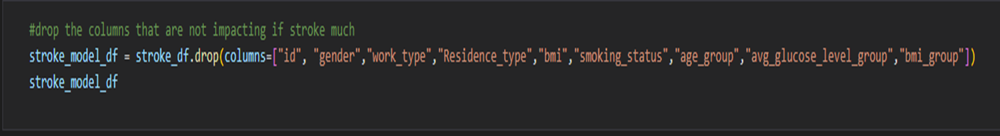 #drop the columns that are not impacting if stroke much
stroke_model_df = stroke_df.drop(columns=["id", "gender","work_type","Residence_type","bmi","smoking_status","age_group","avg_glucose_level_group","bmi_group"])
stroke_model_df